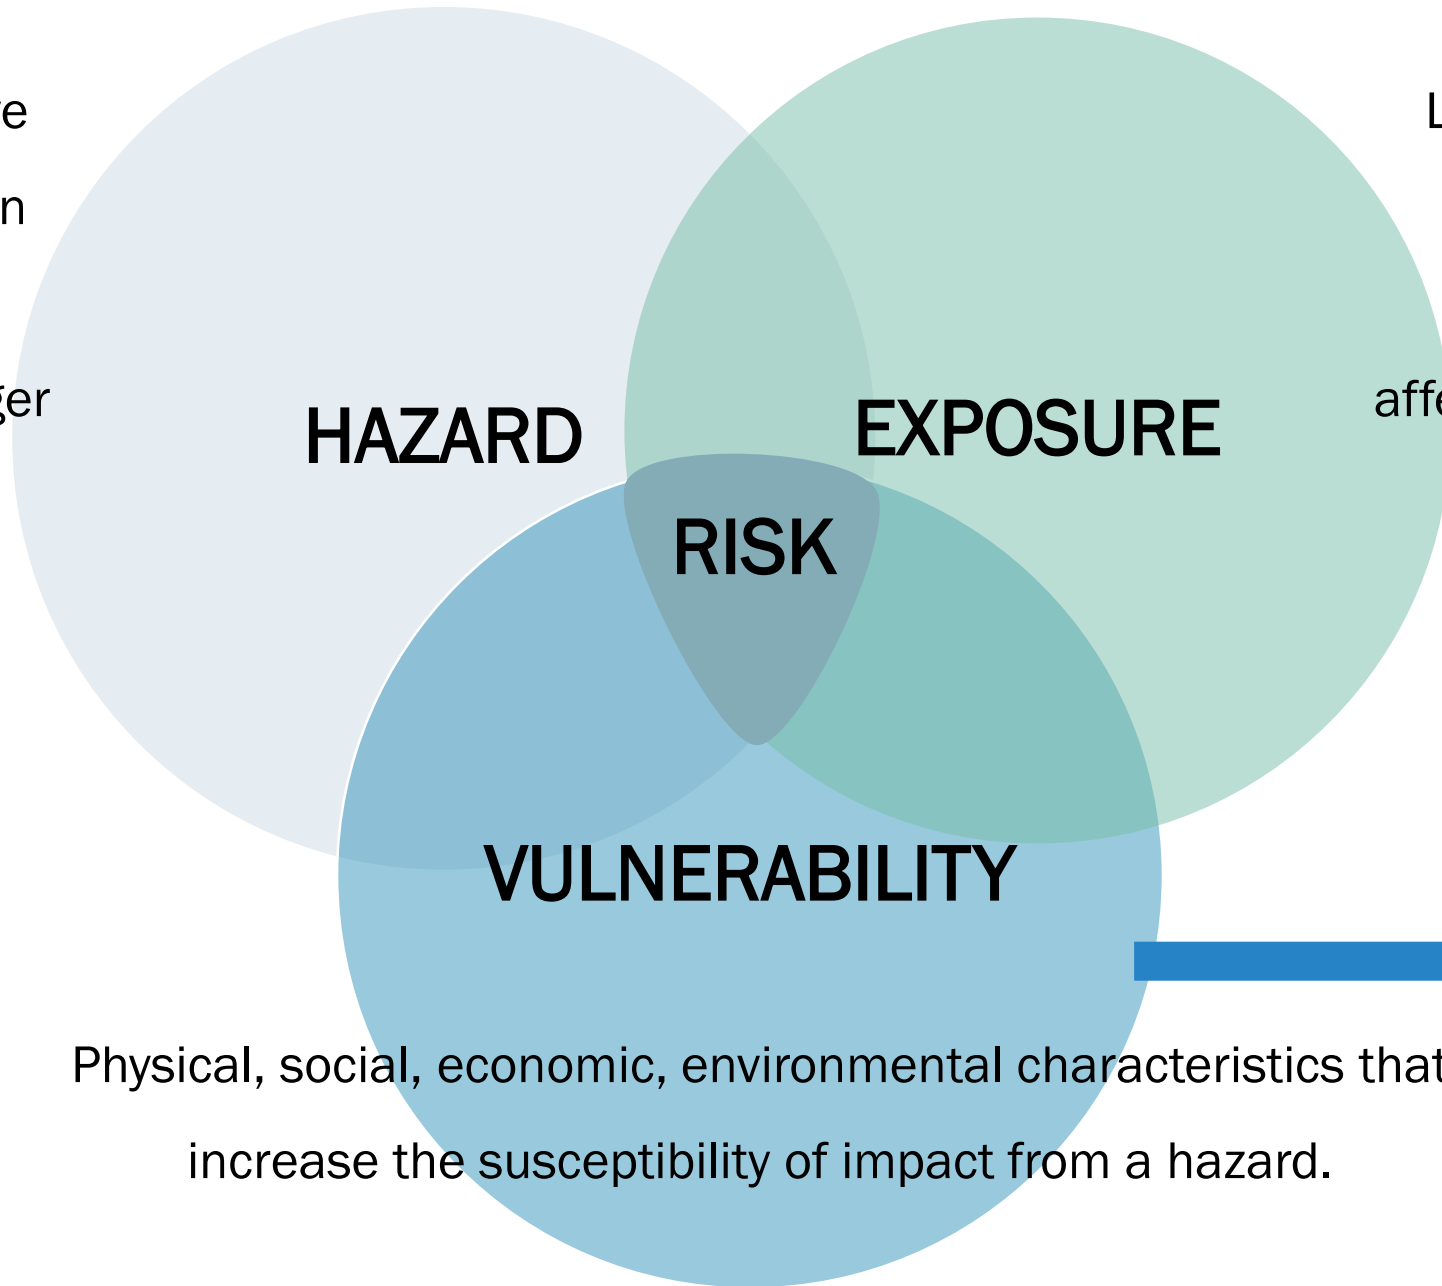 HAZARD
EXPOSURE
RISK
VULNERABILITY
Physical, social, economic, environmental characteristics that
increase the susceptibility of impact from a hazard.